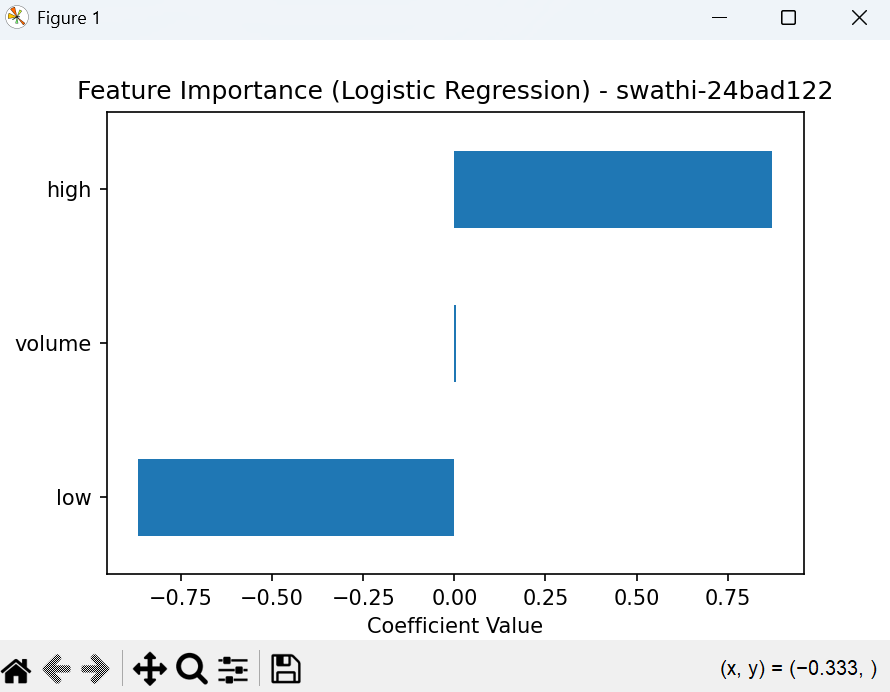 Figure 1
Feature Importance (Logistic Regression) - swathi-24bad122
high
volume
low
−0.75 −0.50 −0.25 0.00 0.25 0.50 0.75
Coefficient Value
(x, y) = (−0.333, )